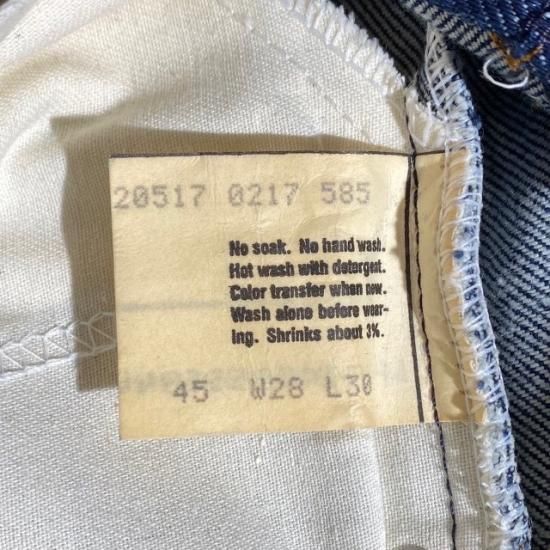 20517 0217 585
No soak. No hand wash.
Hot wash with detergent.
Color transfer when new.
Wash alone before wear-
ing. Shrinks about 3%.
45 W28 L30